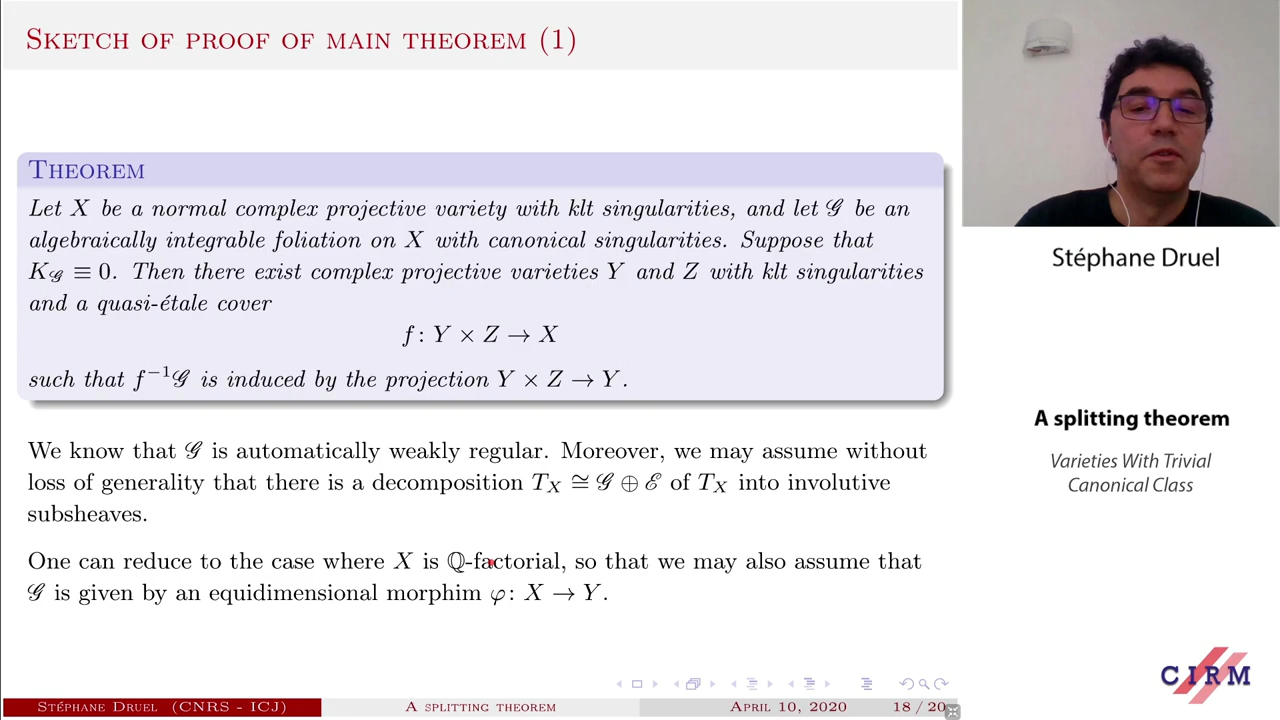 Sketch of proof of main theorem (1)
Theorem
Let X be a normal complex projective variety with klt singularities, and let 𝒢 be an
algebraically integrable foliation on X with canonical singularities. Suppose that
K_𝒢 ≡ 0. Then there exist complex projective varieties Y and Z with klt singularities
and a quasi-étale cover
f: Y × Z → X
such that f⁻¹𝒢 is induced by the projection Y × Z → Y.
We know that 𝒢 is automatically weakly regular. Moreover, we may assume without
loss of generality that there is a decomposition T_X ≅ 𝒢 ⊕ ℰ of T_X into involutive
subsheaves.
One can reduce to the case where X is ℚ-factorial, so that we may also assume that
𝒢 is given by an equidimensional morphim φ: X → Y.
Stéphane Druel (CNRS - ICJ)
A splitting theorem
April 10, 2020
18 / 20
Stéphane Druel
A splitting theorem
Varieties With Trivial
Canonical Class
CIRM